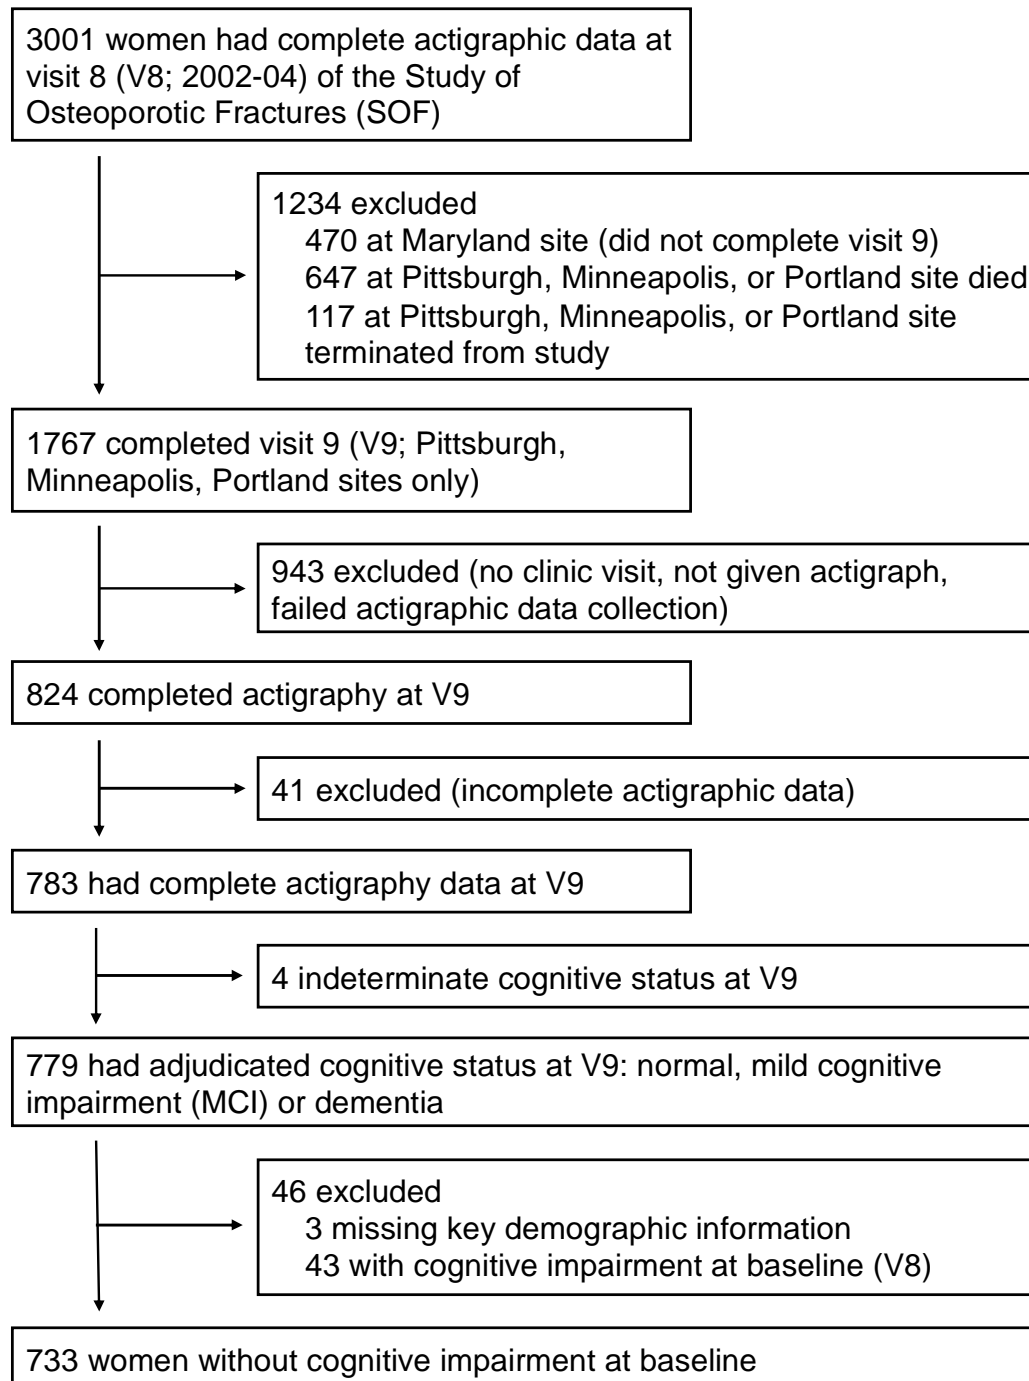 3001 women had complete actigraphic data at
visit 8 (V8; 2002-04) of the Study of
Osteoporotic Fractures (SOF)
1234 excluded
470 at Maryland site (did not complete visit 9)
647 at Pittsburgh, Minneapolis, or Portland site died
117 at Pittsburgh, Minneapolis, or Portland site
terminated from study
1767 completed visit 9 (V9; Pittsburgh,
Minneapolis, Portland sites only)
943 excluded (no clinic visit, not given actigraph,
failed actigraphic data collection)
824 completed actigraphy at V9
41 excluded (incomplete actigraphic data)
783 had complete actigraphy data at V9
4 indeterminate cognitive status at V9
779 had adjudicated cognitive status at V9: normal, mild cognitive
impairment (MCI) or dementia
46 excluded
3 missing key demographic information
43 with cognitive impairment at baseline (V8)
733 women without cognitive impairment at baseline